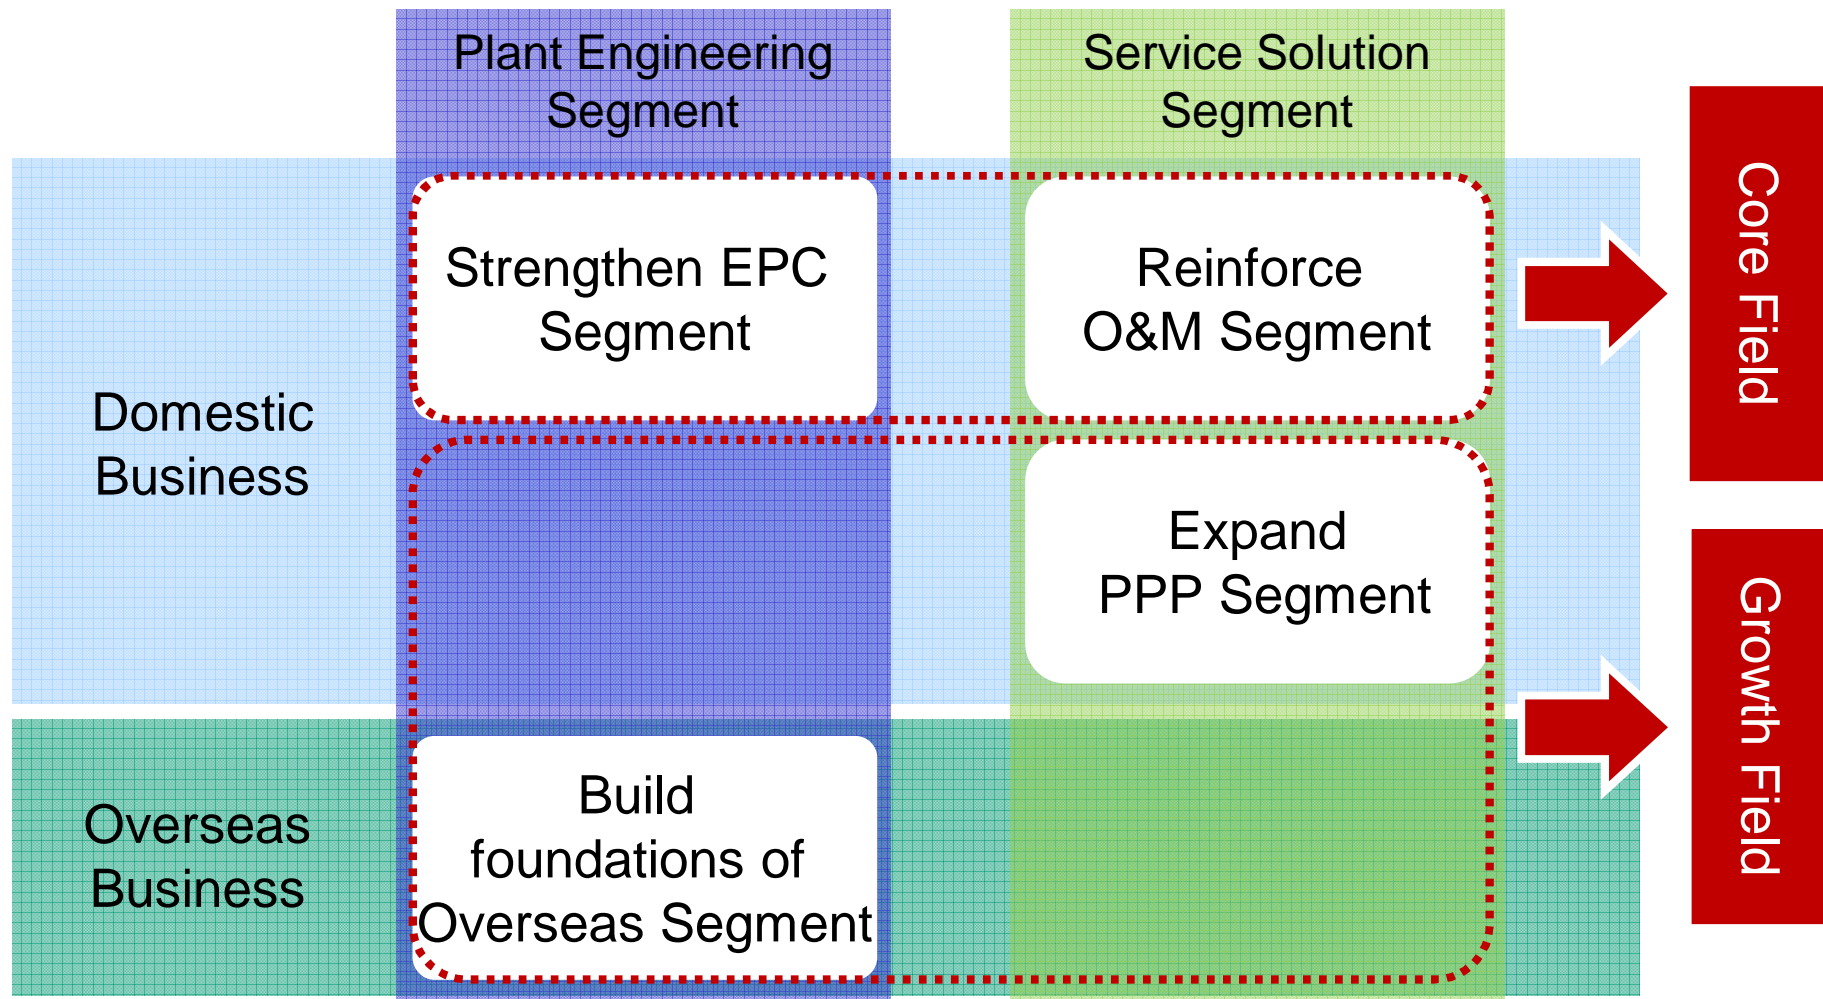 Plant Engineering
Segment
Service Solution
Segment
Domestic
Business
Strengthen EPC
Segment
Reinforce
O&M Segment
Expand
PPP Segment
Overseas
Business
Build
foundations of
Overseas Segment
Core Field
Growth Field